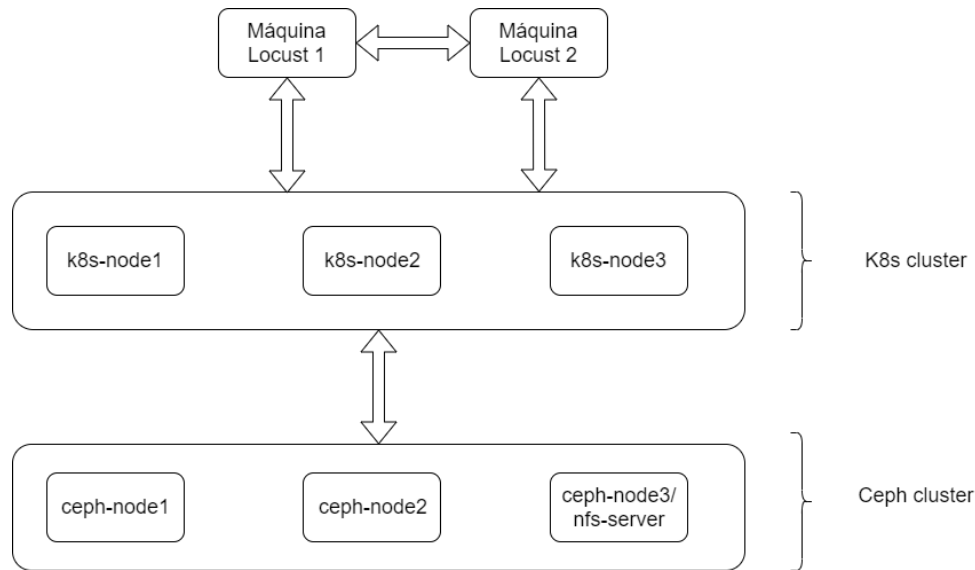 Máquina
Locust 1
Máquina
Locust 2
k8s-node1
k8s-node2
k8s-node3
K8s cluster
ceph-node1
ceph-node2
ceph-node3/
nfs-server
Ceph cluster